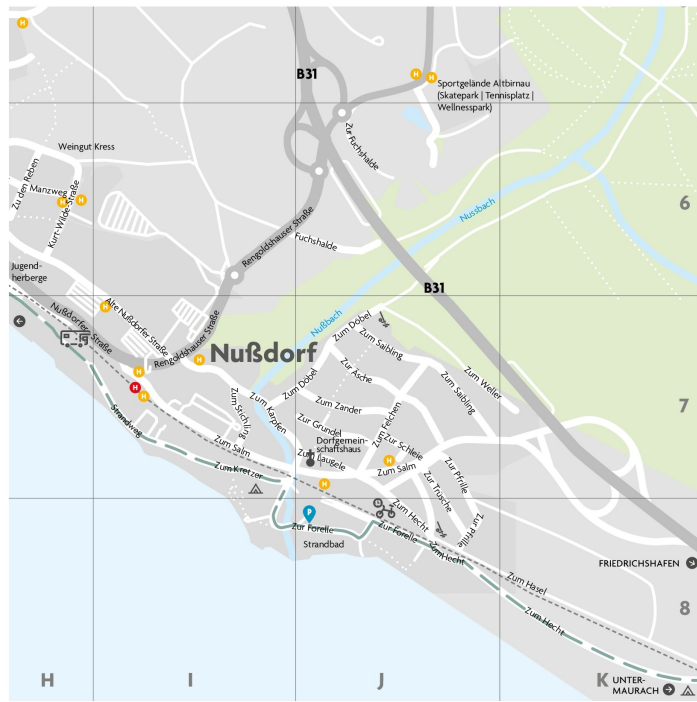 B31
H
H
H
Sportgelände Altbirnau
(Skatepark | Tennisplatz |
Wellnesspark)
Zur Fuchshalde
Weingut Kress
Zu den Reben
Manzweg
H
H
Kurt-Wilde-Straße
6
Nussbach
Rengoldshauser Straße
Fuchshalde
Jugend-
herberge
B31
Nußdorfer Straße
H
Alte Nußdorfer Straße
Rengoldshauser Straße
Nußbach
Zum Döbel
Zum Saibling
H
Nußdorf
H
H
H
Zum Döbel
Zur Äsche
Zum Weller
Zum Saibling
7
Strandweg
Zum Stichling
Zum Karpfen
Zum Zander
Zum Felchen
Zur Grundel
Dorfgemein-
schaftshaus
Zur Schleie
Zum Salm
Zum Laugele
H
Zum Salm
Zur Pfrille
Zum Kretzer
H
Zur Trusche
P
Zum Hecht
Zur Pfrille
Zur Forelle
Zur Forelle
Strandbad
Zum Hecht
FRIEDRICHSHAFEN
Zum Hasel
8
Zum Hecht
H
I
J
K
UNTER-
MAURACH